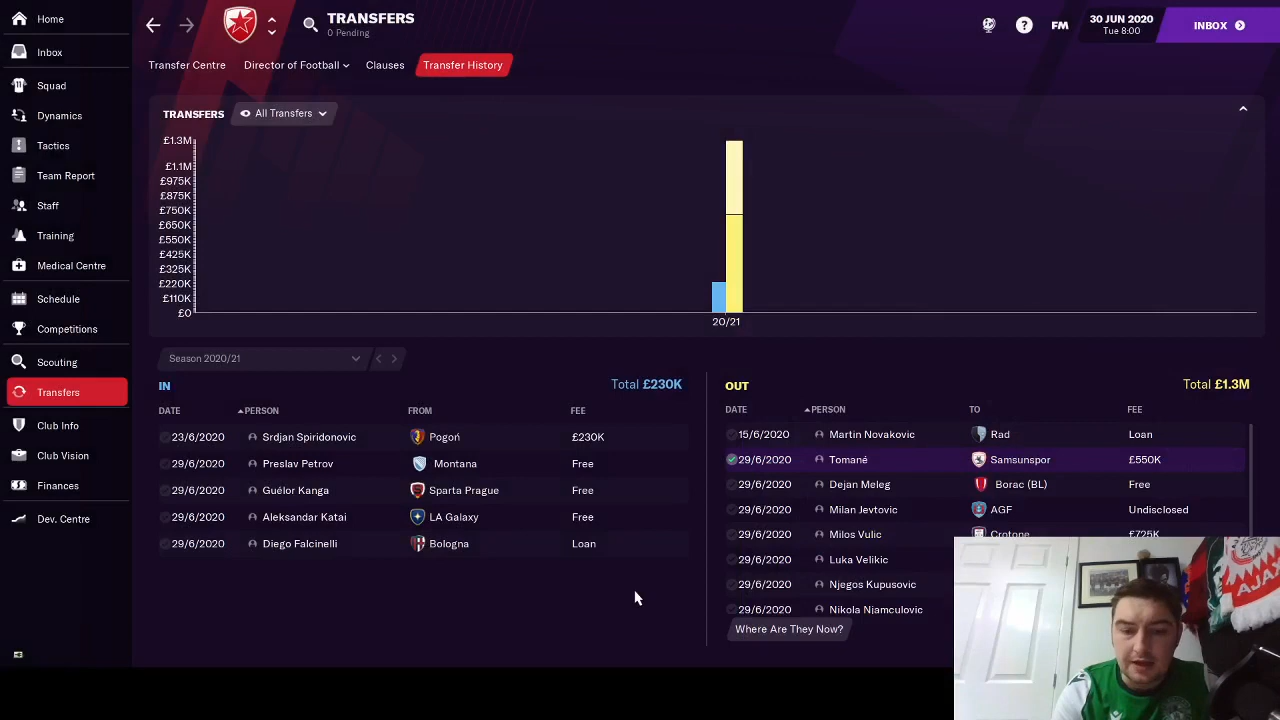 Home
TRANSFERS
0 Pending
FM
30 JUN 2020
Tue 8:00
INBOX
Inbox
Squad
Dynamics
Tactics
Team Report
Staff
Training
Medical Centre
Schedule
Competitions
Scouting
Transfers
Club Info
Club Vision
Finances
Dev. Centre
Transfer Centre Director of Football Clauses Transfer History
TRANSFERS All Transfers
£1.3M
£1.1M
£975K
£875K
£750K
£650K
£550K
£425K
£325K
£220K
£110K
£0
20/21
Season 2020/21
IN Total £230K
DATE PERSON FROM FEE
23/6/2020 Srdjan Spiridonovic Pogoń £230K
29/6/2020 Preslav Petrov Montana Free
29/6/2020 Guélor Kanga Sparta Prague Free
29/6/2020 Aleksandar Katai LA Galaxy Free
29/6/2020 Diego Falcinelli Bologna Loan
OUT Total £1.3M
DATE PERSON TO FEE
15/6/2020 Martin Novakovic Rad Loan
29/6/2020 Tomané Samsunspor £550K
29/6/2020 Dejan Meleg Borac (BL) Free
29/6/2020 Milan Jevtovic AGF Undisclosed
29/6/2020 Milos Vulic Crotone £725K
29/6/2020 Luka Velikic
29/6/2020 Njegos Kupusovic
29/6/2020 Nikola Njamculovic
Where Are They Now?
AJAX